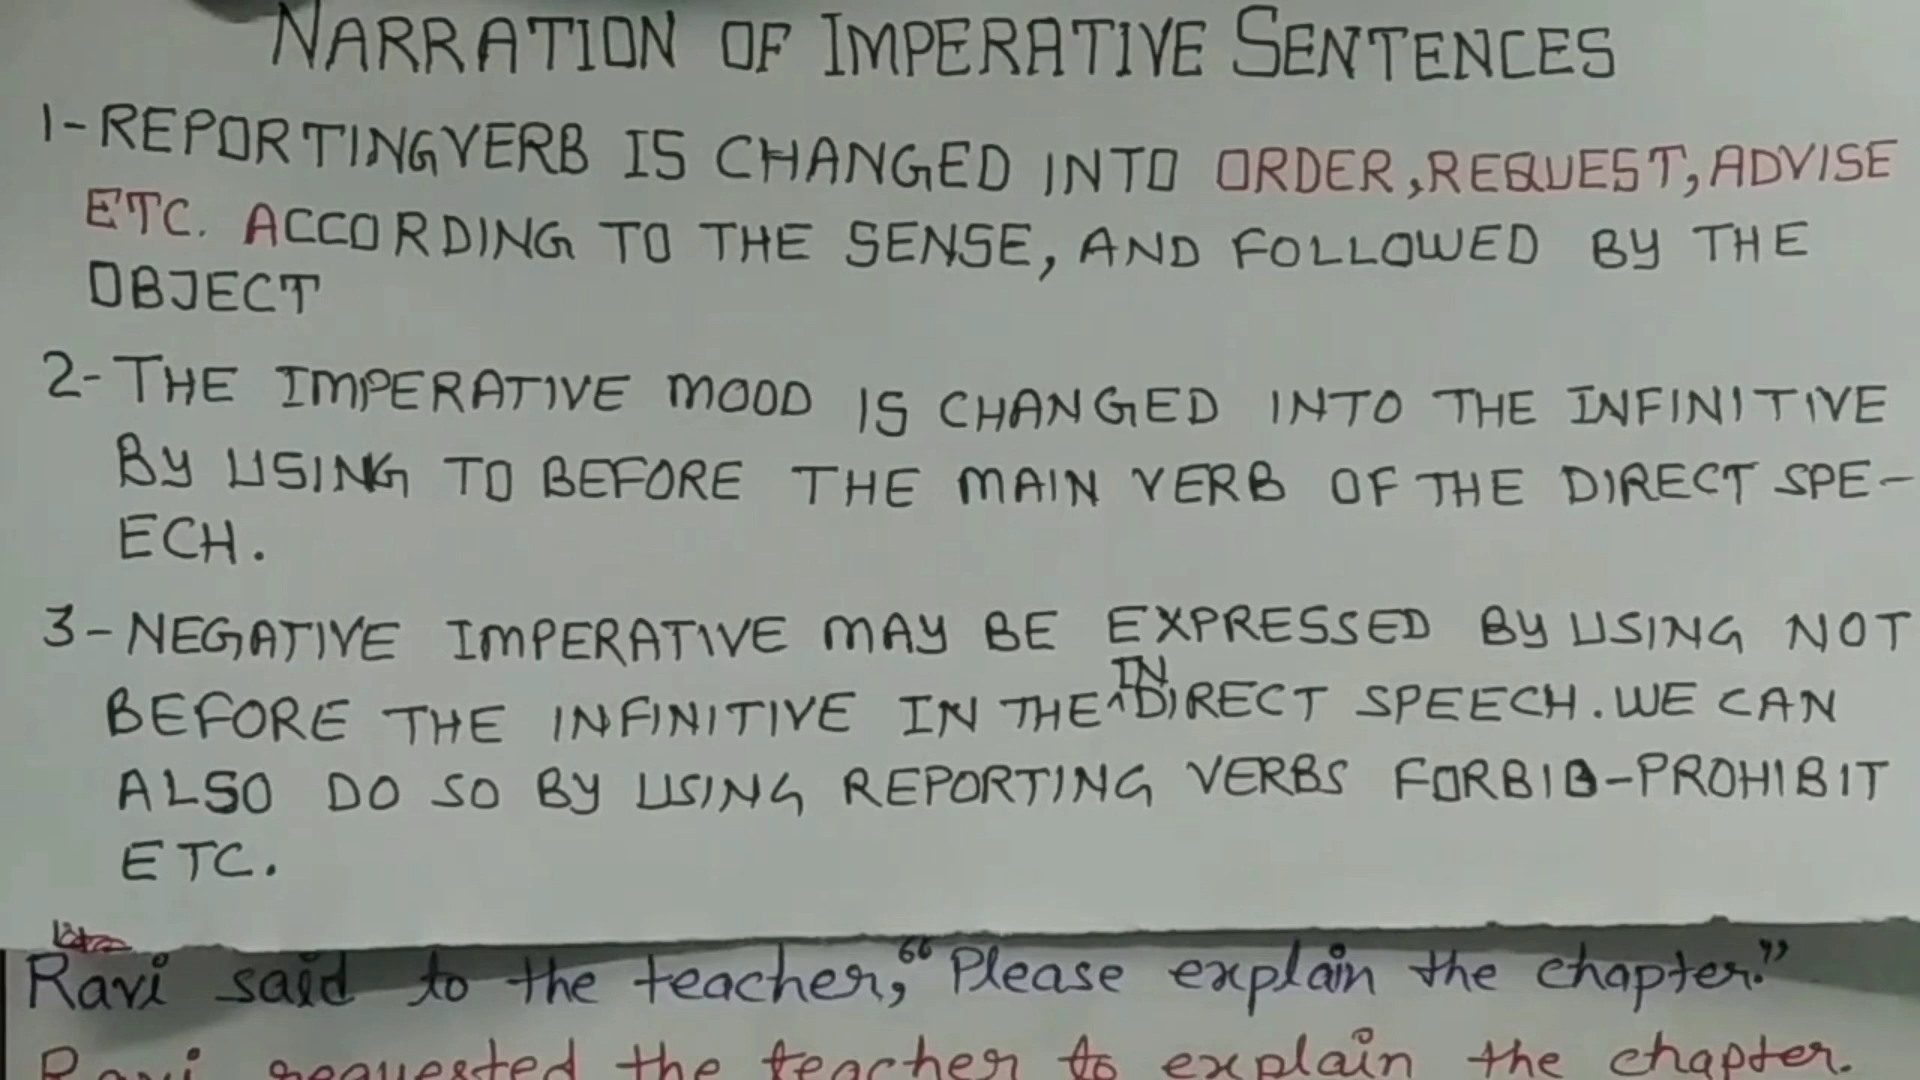 NARRATION OF IMPERATIVE SENTENCES
1-REPORTING VERB IS CHANGED INTO ORDER, REQUEST, ADVISE
ETC. ACCORDING TO THE SENSE, AND FOLLOWED BY THE
OBJECT
2-THE IMPERATIVE MOOD IS CHANGED INTO THE INFINITIVE
BY USING TO BEFORE THE MAIN VERB OF THE DIRECT SPE-
ECH.
3-NEGATIVE IMPERATIVE MAY BE EXPRESSED BY USING NOT
BEFORE THE INFINITIVE IN THE ^INDIRECT SPEECH. WE CAN
ALSO DO SO BY USING REPORTING VERBS FORBID-PROHIBIT
ETC.
Ravi said to the teacher, "Please explain the chapter."
Ravi requested the teacher to explain the chapter.